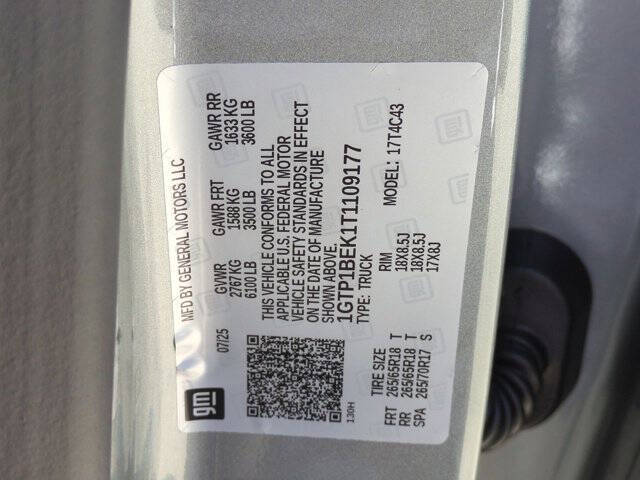 gm
MFD BY GENERAL MOTORS LLC
07/25
GVWR
2767 KG
6100 LB
GAWR FRT
1588 KG
3500 LB
GAWR RR
1633 KG
3600 LB
THIS VEHICLE CONFORMS TO ALL
APPLICABLE U.S. FEDERAL MOTOR
VEHICLE SAFETY STANDARDS IN EFFECT
ON THE DATE OF MANUFACTURE
SHOWN ABOVE.
1GTP1BEK1T1109177
TYPE: TRUCK
MODEL: 17T4C43
130H
TIRE SIZE RIM
FRT 265/65R18 T 18X8.5J
RR 265/65R18 T 18X8.5J
SPA 265/70R17 S 17X8J